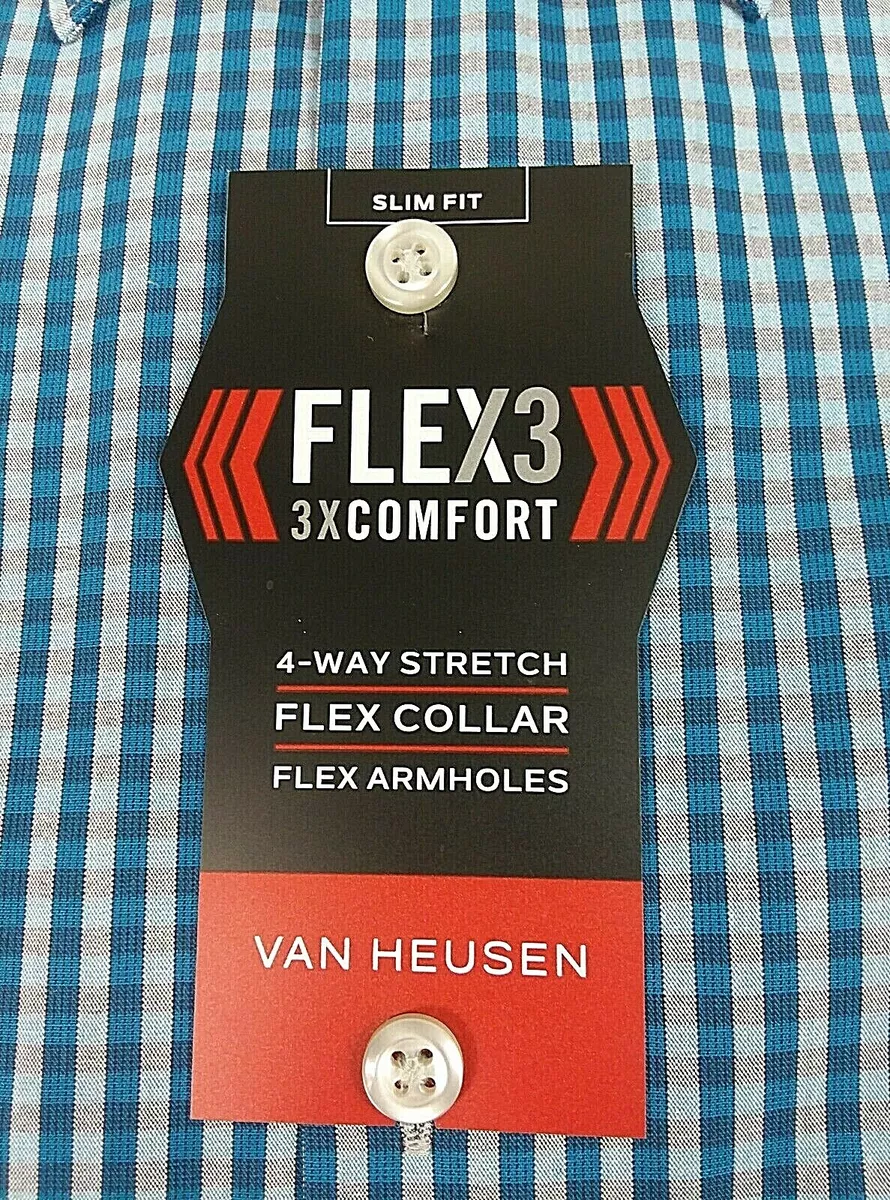 SLIM FIT
FLEX3
3XCOMFORT
4-WAY STRETCH
FLEX COLLAR
FLEX ARMHOLES
VAN HEUSEN